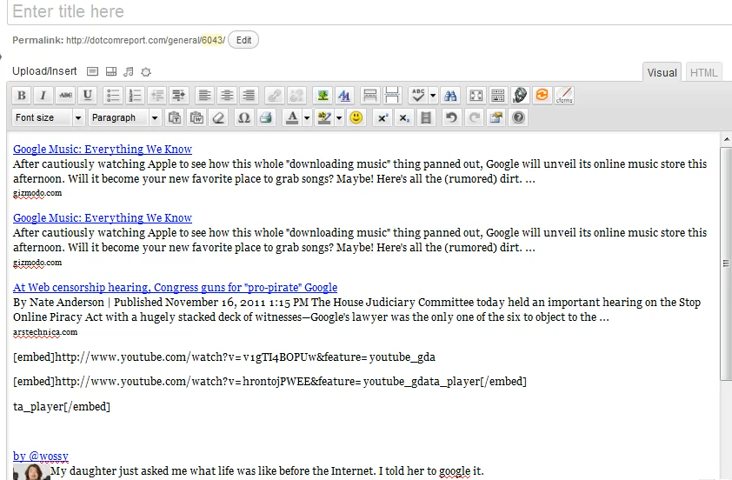 Enter title here
Permalink: http://dotcomreport.com/general/6043/ Edit
Upload/Insert
Visual HTML
B I ABC U
ABC
Font size Paragraph
Google Music: Everything We Know
After cautiously watching Apple to see how this whole "downloading music" thing panned out, Google will unveil its online music store this
afternoon. Will it become your new favorite place to grab songs? Maybe! Here's all the (rumored) dirt. ...
gizmodo.com
Google Music: Everything We Know
After cautiously watching Apple to see how this whole "downloading music" thing panned out, Google will unveil its online music store this
afternoon. Will it become your new favorite place to grab songs? Maybe! Here's all the (rumored) dirt. ...
gizmodo.com
At Web censorship hearing, Congress guns for "pro-pirate" Google
By Nate Anderson | Published November 16, 2011 1:15 PM The House Judiciary Committee today held an important hearing on the Stop
Online Piracy Act with a hugely stacked deck of witnesses—Google's lawyer was the only one of the six to object to the ...
arstechnica.com
[embed]http://www.youtube.com/watch?v=v1gTI4BOPUw&feature=youtube_gda
[embed]http://www.youtube.com/watch?v=hrontojPWEE&feature=youtube_gdata_player[/embed]
ta_player[/embed]
by @wossy
My daughter just asked me what life was like before the Internet. I told her to google it.